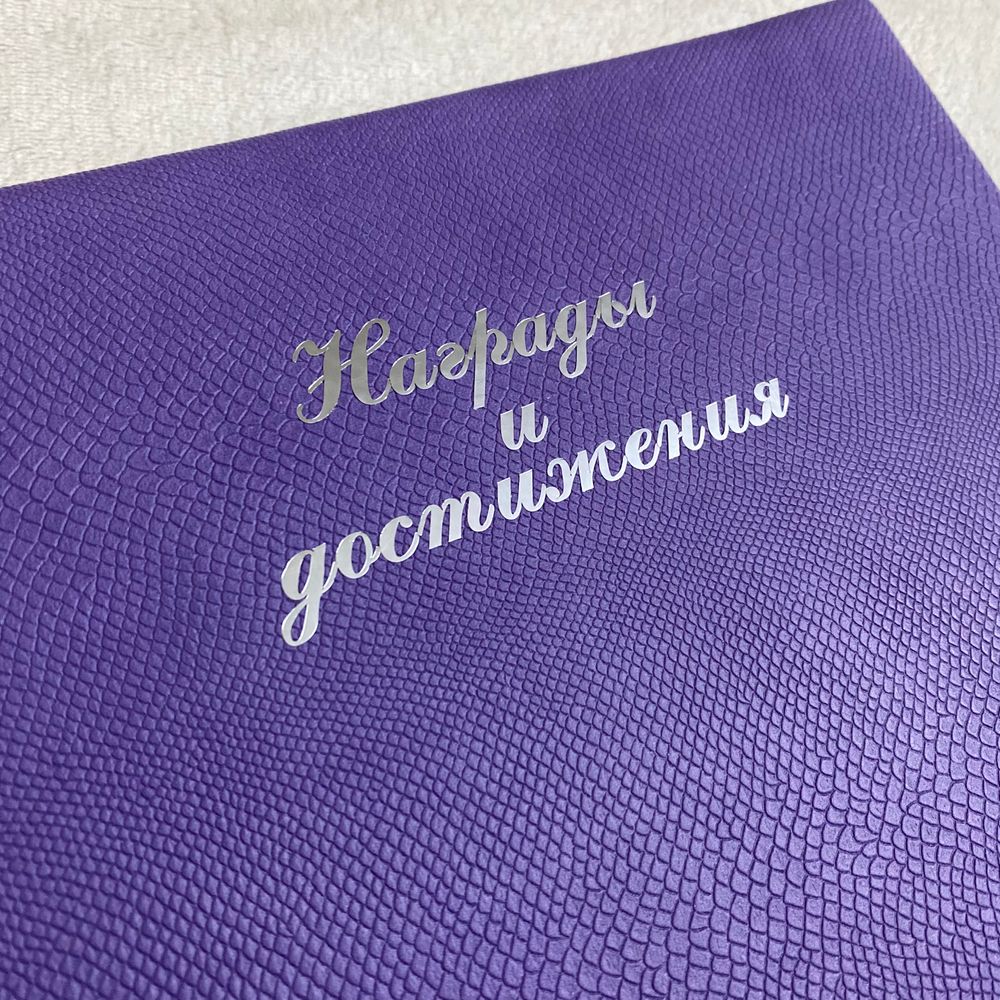 Награды
и
достижения